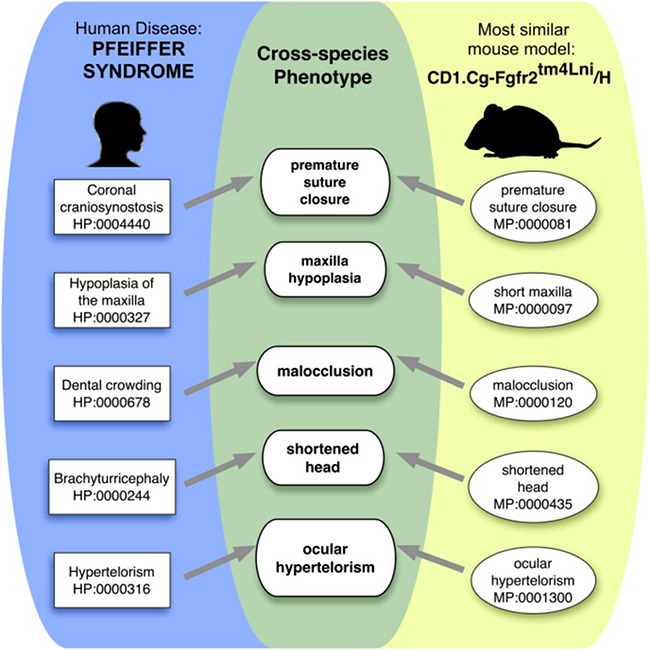 Human Disease:
PFEIFFER
SYNDROME
Cross-species
Phenotype
Most similar
mouse model:
CD1.Cg-Fgfr2tm4Lni/H
Coronal
craniosynostosis
HP:0004440
premature
suture
closure
premature
suture closure
MP:0000081
Hypoplasia of
the maxilla
HP:0000327
maxilla
hypoplasia
short maxilla
MP:0000097
Dental crowding
HP:0000678
malocclusion
malocclusion
MP:0000120
Brachyturricephaly
HP:0000244
shortened
head
shortened
head
MP:0000435
Hypertelorism
HP:0000316
ocular
hypertelorism
ocular
hypertelorism
MP:0001300